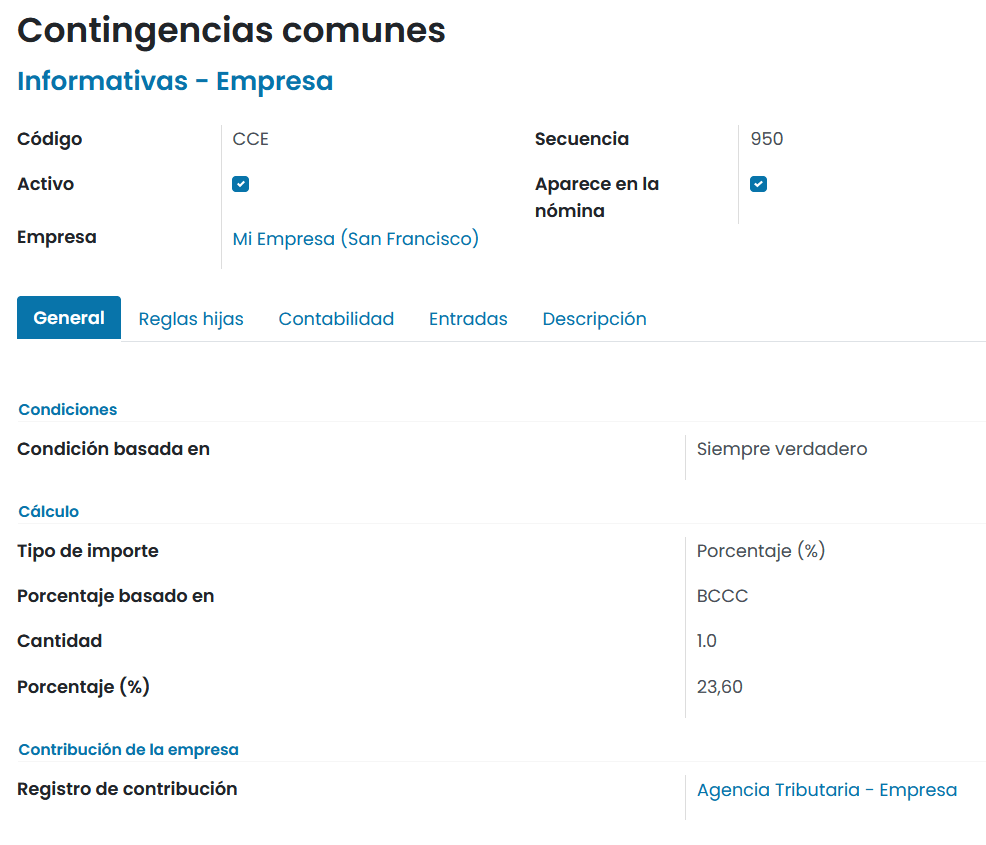 Contingencias comunes
Informativas - Empresa
Código CCE Secuencia 950
Activo Aparece en la
nómina
Empresa Mi Empresa (San Francisco)
General Reglas hijas Contabilidad Entradas Descripción
Condiciones
Condición basada en Siempre verdadero
Cálculo
Tipo de importe Porcentaje (%)
Porcentaje basado en BCCC
Cantidad 1.0
Porcentaje (%) 23,60
Contribución de la empresa
Registro de contribución Agencia Tributaria - Empresa